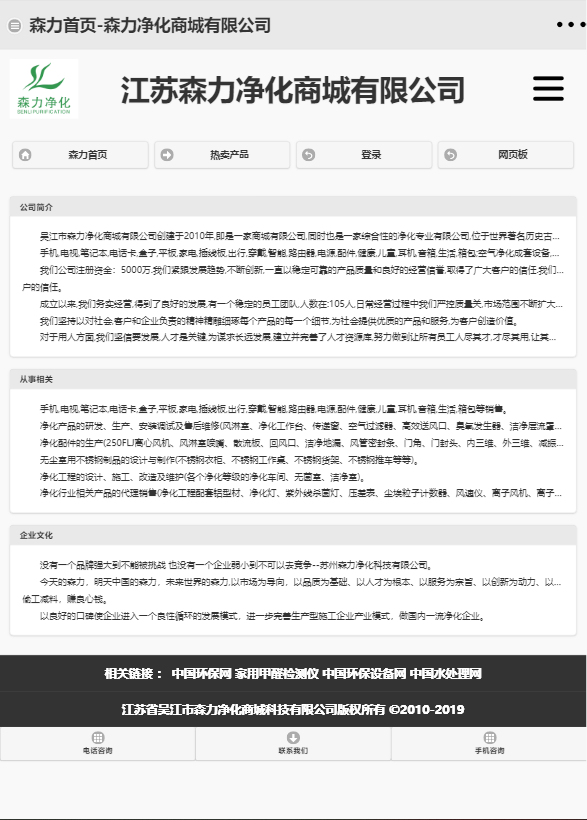 森力首页-森力净化商城有限公司
森力净化
SENLI PURIFICATION
江苏森力净化商城有限公司
森力首页
热卖产品
登录
网页板
公司简介
吴江市森力净化商城有限公司创建于2010年,即是一家商城有限公司,同时也是一家综合性的净化专业有限公司,位于世界著名历史古...
手机,电视,笔记本,电话卡,盒子,平板,家电,插线板,出行,穿戴,智能,路由器,电源,配件,健康,儿童,耳机,音箱,生活,箱包;空气净化成套设备,...
我们公司注册资金：5000万.我们紧跟发展趋势,不断创新,一直以稳定可靠的产品质量和良好的经营信誉,取得了广大客户的信任.我们...
户的信任。
成立以来,我们务实经营,得到了良好的发展,有一个稳定的员工团队,人数在:105人,日常经营过程中我们严控质量关,市场范围不断扩大...
我们坚持以对社会,客户和企业负责的精神精雕细琢每个产品的每一个细节,为社会提供优质的产品和服务,为客户创造价值。
对于用人方面,我们坚信要发展,人才是关键,为谋求长远发展,建立并完善了人才资源库,努力做到让所有员工人尽其才,才尽其用,让其...
从事相关
手机,电视,笔记本,电话卡,盒子,平板,家电,插线板,出行,穿戴,智能,路由器,电源,配件,健康,儿童,耳机,音箱,生活,箱包等销售。
净化产品的研发、生产、安装调试及售后维修(风淋室、净化工作台、传递窗、空气过滤器、高效送风口、臭氧发生器、洁净层流罩...
净化配件的生产(250FLJ离心风机、风淋室喉嘴、散流板、回风口、洁净地漏、风管密封条、门角、门封头、内三维、外三维、减振...
无尘室用不锈钢制品的设计与制作(不锈钢衣柜、不锈钢工作桌、不锈钢货架、不锈钢推车等等)。
净化工程的设计、施工、改造及维护(各个净化等级的净化车间、无菌室、洁净室)。
净化行业相关产品的代理销售(净化工程配套铝型材、净化灯、紫外线杀菌灯、压差表、尘埃粒子计数器、风速仪、离子风机、离子...
企业文化
没有一个品牌强大到不能被挑战 也没有一个企业弱小到不可以去竞争--苏州森力净化科技有限公司。
今天的森力，明天中国的森力，未来世界的森力,以市场为导向，以品质为基础、以人才为根本、以服务为宗旨、以创新为动力、以...
偷工减料，赚良心钱。
以良好的口碑使企业进入一个良性循环的发展模式，进一步完善生产型施工企业产业模式，做国内一流净化企业。
相关链接： 中国环保网 家用甲醛检测仪 中国环保设备网 中国水处理网
江苏省吴江市森力净化商城科技有限公司版权所有 ©2010-2019
电话咨询
联系我们
手机咨询